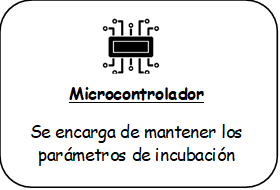 Microcontrolador
Se encarga de mantener los
parámetros de incubación